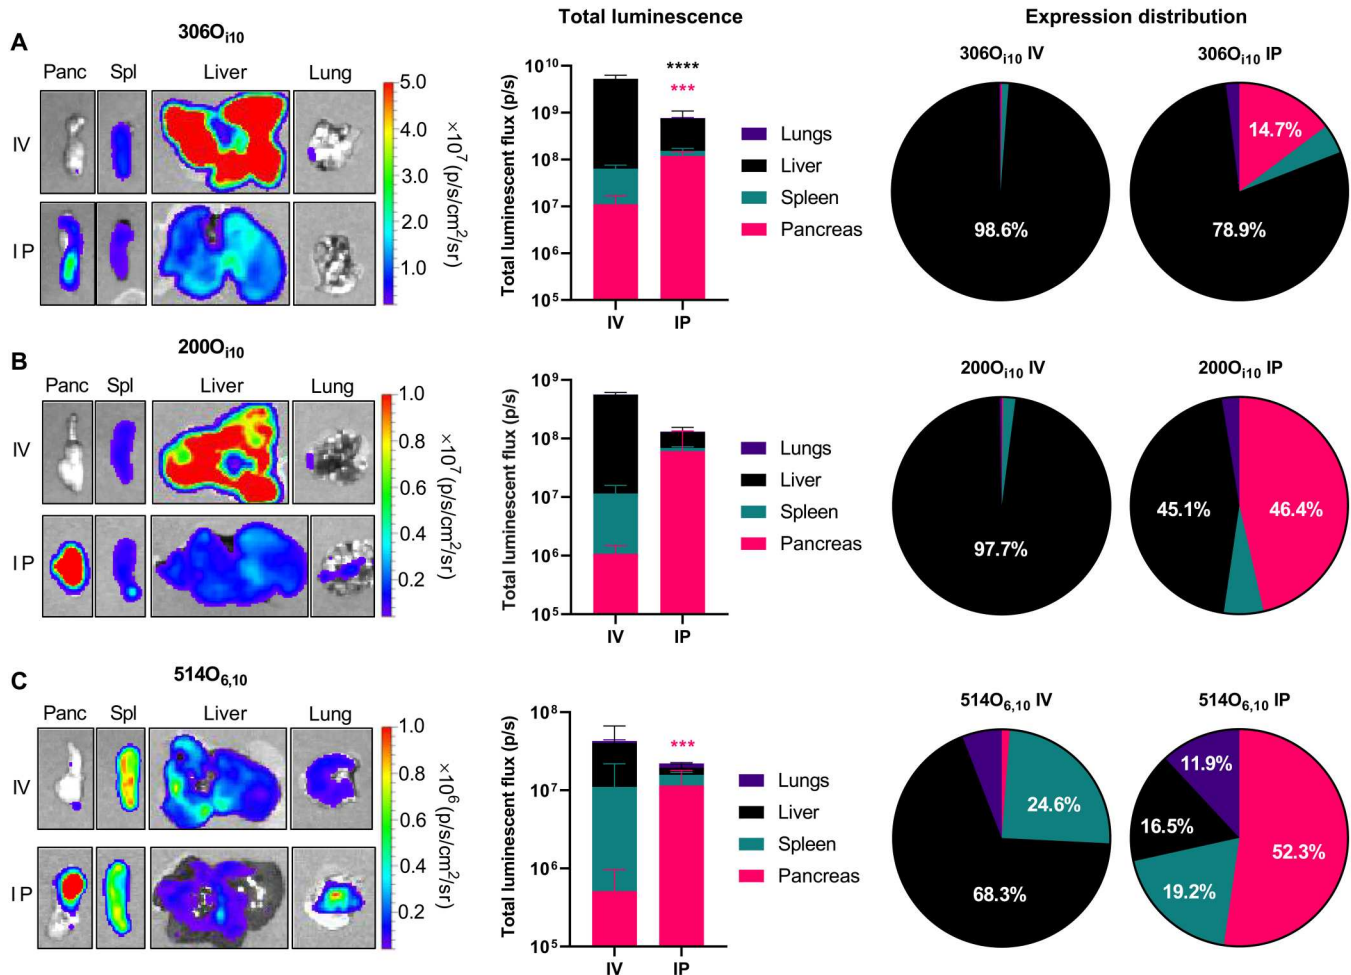 Total luminescence
Expression distribution
A
306Oi10
Panc Spl Liver Lung
IV
IP
5.0
4.0
3.0
2.0
1.0
×10⁷ (p/s/cm²/sr)
Total luminescent flux (p/s)
10¹⁰
10⁹
10⁸
10⁷
10⁶
10⁵
****
***
IV IP
Lungs
Liver
Spleen
Pancreas
306Oi10 IV
98.6%
306Oi10 IP
14.7%
78.9%
B
200Oi10
Panc Spl Liver Lung
IV
IP
1.0
0.8
0.6
0.4
0.2
×10⁷ (p/s/cm²/sr)
Total luminescent flux (p/s)
10⁹
10⁸
10⁷
10⁶
10⁵
IV IP
Lungs
Liver
Spleen
Pancreas
200Oi10 IV
97.7%
200Oi10 IP
45.1%
46.4%
C
514O6,10
Panc Spl Liver Lung
IV
IP
1.0
0.8
0.6
0.4
0.2
×10⁶ (p/s/cm²/sr)
Total luminescent flux (p/s)
10⁸
10⁷
10⁶
10⁵
***
IV IP
Lungs
Liver
Spleen
Pancreas
514O6,10 IV
24.6%
68.3%
514O6,10 IP
11.9%
16.5%
19.2%
52.3%